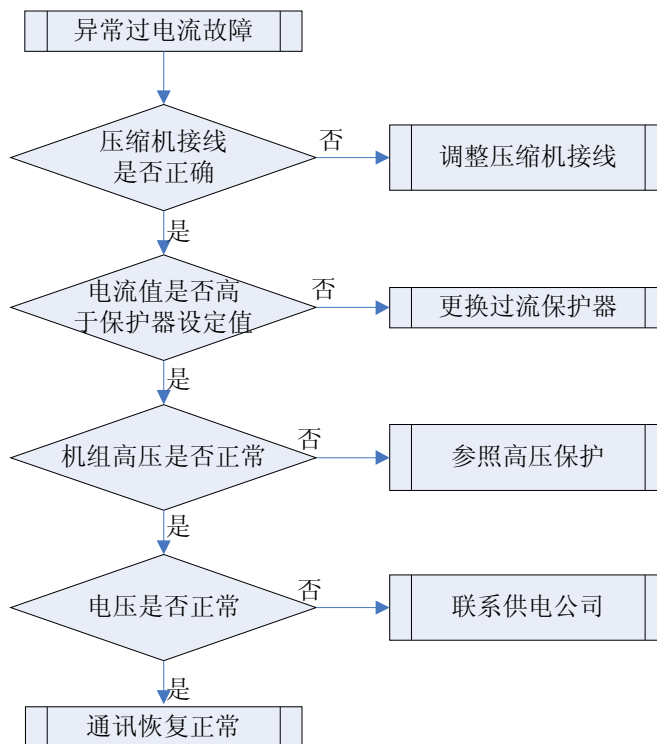 异常过电流故障
压缩机接线
是否正确
否
调整压缩机接线
是
电流值是否高
于保护器设定值
否
更换过流保护器
是
机组高压是否正常
否
参照高压保护
是
电压是否正常
否
联系供电公司
是
通讯恢复正常